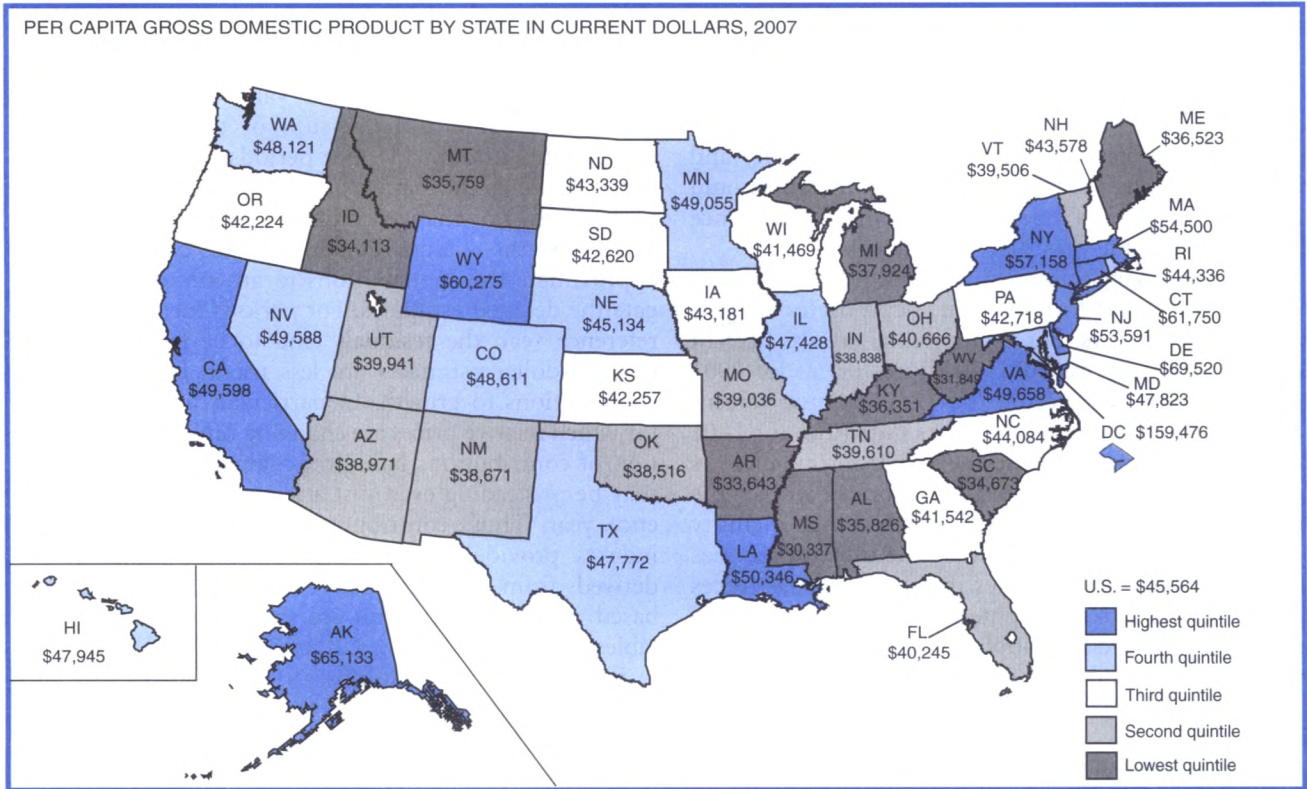 PER CAPITA GROSS DOMESTIC PRODUCT BY STATE IN CURRENT DOLLARS, 2007
WA
$48,121
OR
$42,224
CA
$49,598
NV
$49,588
ID
$34,113
MT
$35,759
WY
$60,275
UT
$39,941
AZ
$38,971
CO
$48,611
NM
$38,671
ND
$43,339
SD
$42,620
NE
$45,134
KS
$42,257
OK
$38,516
TX
$47,772
MN
$49,055
IA
$43,181
MO
$39,036
AR
$33,643
LA
$50,346
WI
$41,469
IL
$47,428
MI
$37,924
IN
$38,838
OH
$40,666
KY
$36,351
TN
$39,610
MS
$30,337
AL
$35,826
GA
$41,542
FL
$40,245
SC
$34,673
NC
$44,084
WV
$31,849
VA
$49,658
PA
$42,718
NY
$57,158
VT
$39,506
NH
$43,578
ME
$36,523
MA
$54,500
RI
$44,336
CT
$61,750
NJ
$53,591
DE
$69,520
MD
$47,823
DC $159,476
HI
$47,945
AK
$65,133
U.S. = $45,564
Highest quintile
Fourth quintile
Third quintile
Second quintile
Lowest quintile